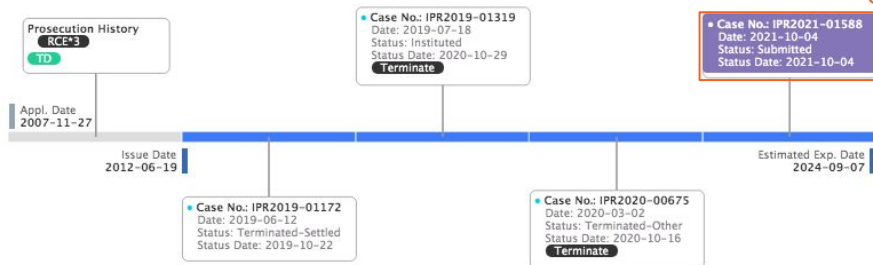 Prosecution History
RCE*3
TD
Case No.: IPR2019-01319
Date: 2019-07-18
Status: Instituted
Status Date: 2020-10-29
Terminate
Case No.: IPR2021-01588
Date: 2021-10-04
Status: Submitted
Status Date: 2021-10-04
Appl. Date
2007-11-27
Issue Date
2012-06-19
Estimated Exp. Date
2024-09-07
Case No.: IPR2019-01172
Date: 2019-06-12
Status: Terminated-Settled
Status Date: 2019-10-22
Case No.: IPR2020-00675
Date: 2020-03-02
Status: Terminated-Other
Status Date: 2020-10-16
Terminate